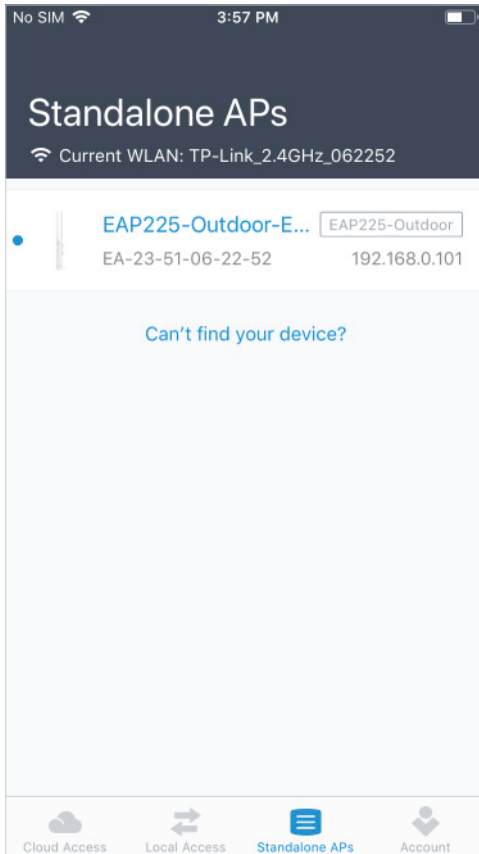 No SIM 3:57 PM
Standalone APs
Current WLAN: TP-Link_2.4GHz_062252
EAP225-Outdoor-E... EAP225-Outdoor
EA-23-51-06-22-52 192.168.0.101
Can't find your device?
Cloud Access Local Access Standalone APs Account